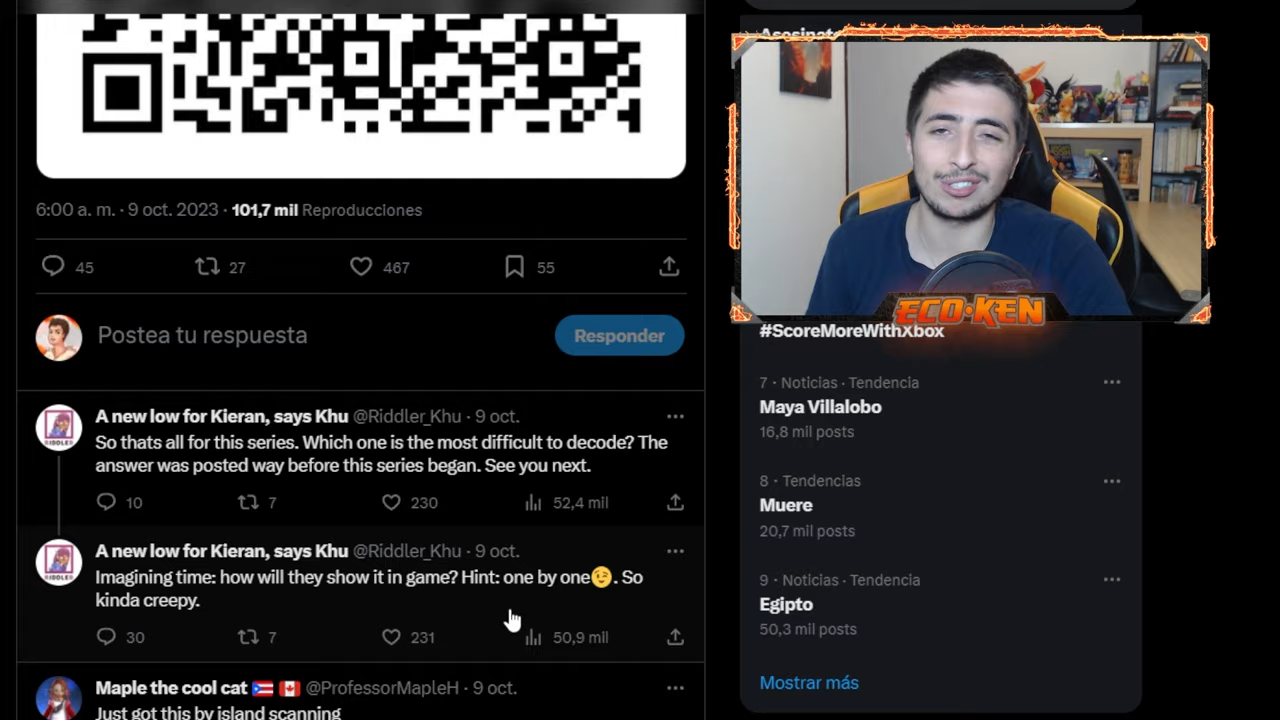 6:00 a. m. · 9 oct. 2023 · 101,7 mil Reproducciones
45 27 467 55
Postea tu respuesta
Responder
A new low for Kieran, says Khu @Riddler_Khu · 9 oct.
So thats all for this series. Which one is the most difficult to decode? The
answer was posted way before this series began. See you next.
10 7 230 52,4 mil
A new low for Kieran, says Khu @Riddler_Khu · 9 oct.
Imagining time: how will they show it in game? Hint: one by one😉. So
kinda creepy.
30 7 231 50,9 mil
Maple the cool cat 🇵🇷 🇨🇦 @ProfessorMapleH · 9 oct.
Just got this by island scanning
RIDDLER
RIDDLER
ECO·KEN
#ScoreMoreWithXbox
7 · Noticias · Tendencia
Maya Villalobo
16,8 mil posts
8 · Tendencias
Muere
20,7 mil posts
9 · Noticias · Tendencia
Egipto
50,3 mil posts
Mostrar más